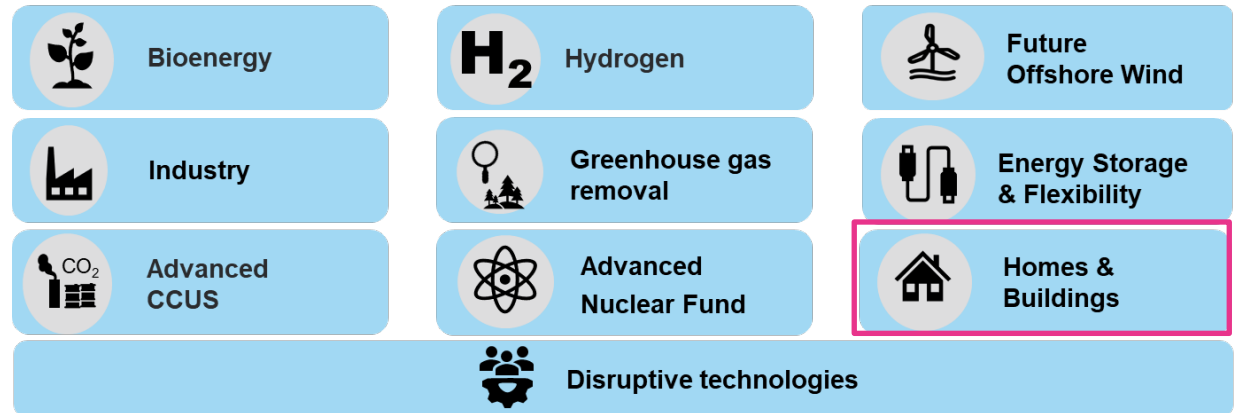 Bioenergy
H2
Hydrogen
Future
Offshore Wind
Industry
Greenhouse gas
removal
Energy Storage
& Flexibility
CO2
Advanced
CCUS
Advanced
Nuclear Fund
Homes &
Buildings
Disruptive technologies